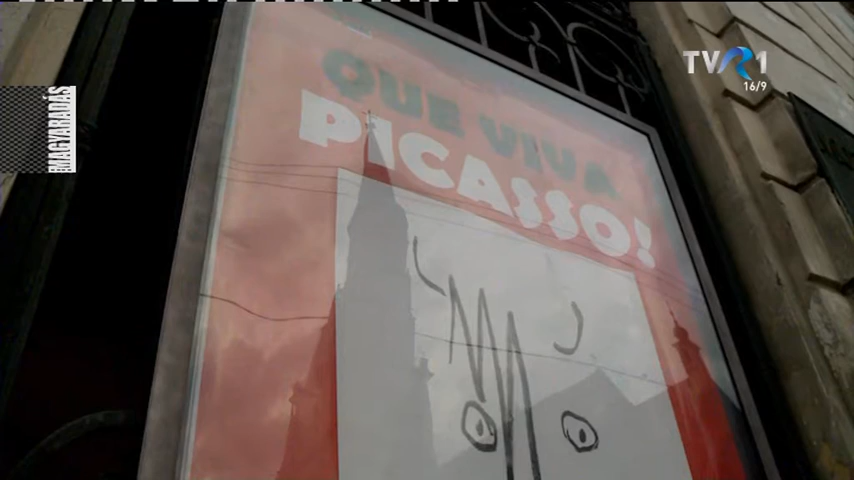 QUE VIVA
PICASSO!
TVR1
16/9
MAGYARADÁS